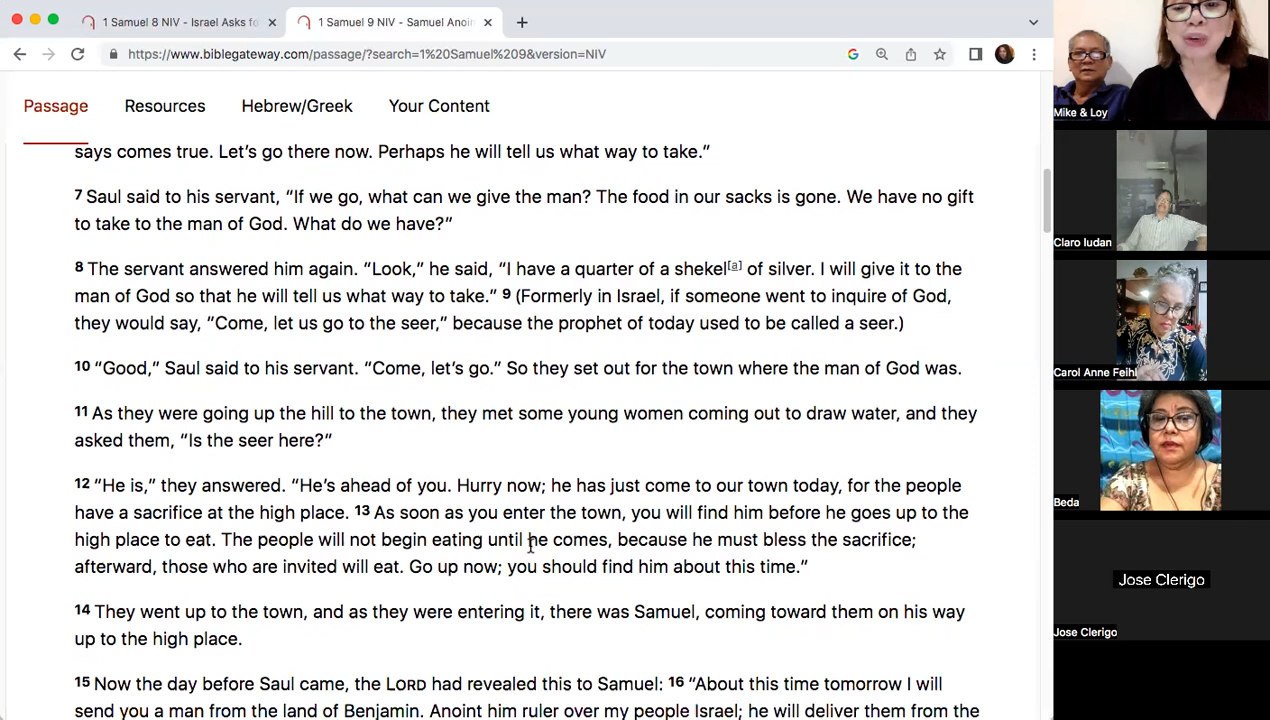 1 Samuel 8 NIV - Israel Asks fo
1 Samuel 9 NIV - Samuel Anoin
https://www.biblegateway.com/passage/?search=1%20Samuel%209&version=NIV
Passage Resources Hebrew/Greek Your Content
says comes true. Let’s go there now. Perhaps he will tell us what way to take.”
7 Saul said to his servant, “If we go, what can we give the man? The food in our sacks is gone. We have no gift
to take to the man of God. What do we have?”
8 The servant answered him again. “Look,” he said, “I have a quarter of a shekel[a] of silver. I will give it to the
man of God so that he will tell us what way to take.” 9 (Formerly in Israel, if someone went to inquire of God,
they would say, “Come, let us go to the seer,” because the prophet of today used to be called a seer.)
10 “Good,” Saul said to his servant. “Come, let’s go.” So they set out for the town where the man of God was.
11 As they were going up the hill to the town, they met some young women coming out to draw water, and they
asked them, “Is the seer here?”
12 “He is,” they answered. “He’s ahead of you. Hurry now; he has just come to our town today, for the people
have a sacrifice at the high place. 13 As soon as you enter the town, you will find him before he goes up to the
high place to eat. The people will not begin eating until he comes, because he must bless the sacrifice;
afterward, those who are invited will eat. Go up now; you should find him about this time.”
14 They went up to the town, and as they were entering it, there was Samuel, coming toward them on his way
up to the high place.
15 Now the day before Saul came, the LORD had revealed this to Samuel: 16 “About this time tomorrow I will
send you a man from the land of Benjamin. Anoint him ruler over my people Israel; he will deliver them from the
Mike & Loy
Claro Iudan
Carol Anne Feihl
Beda
Jose Clerigo
Jose Clerigo